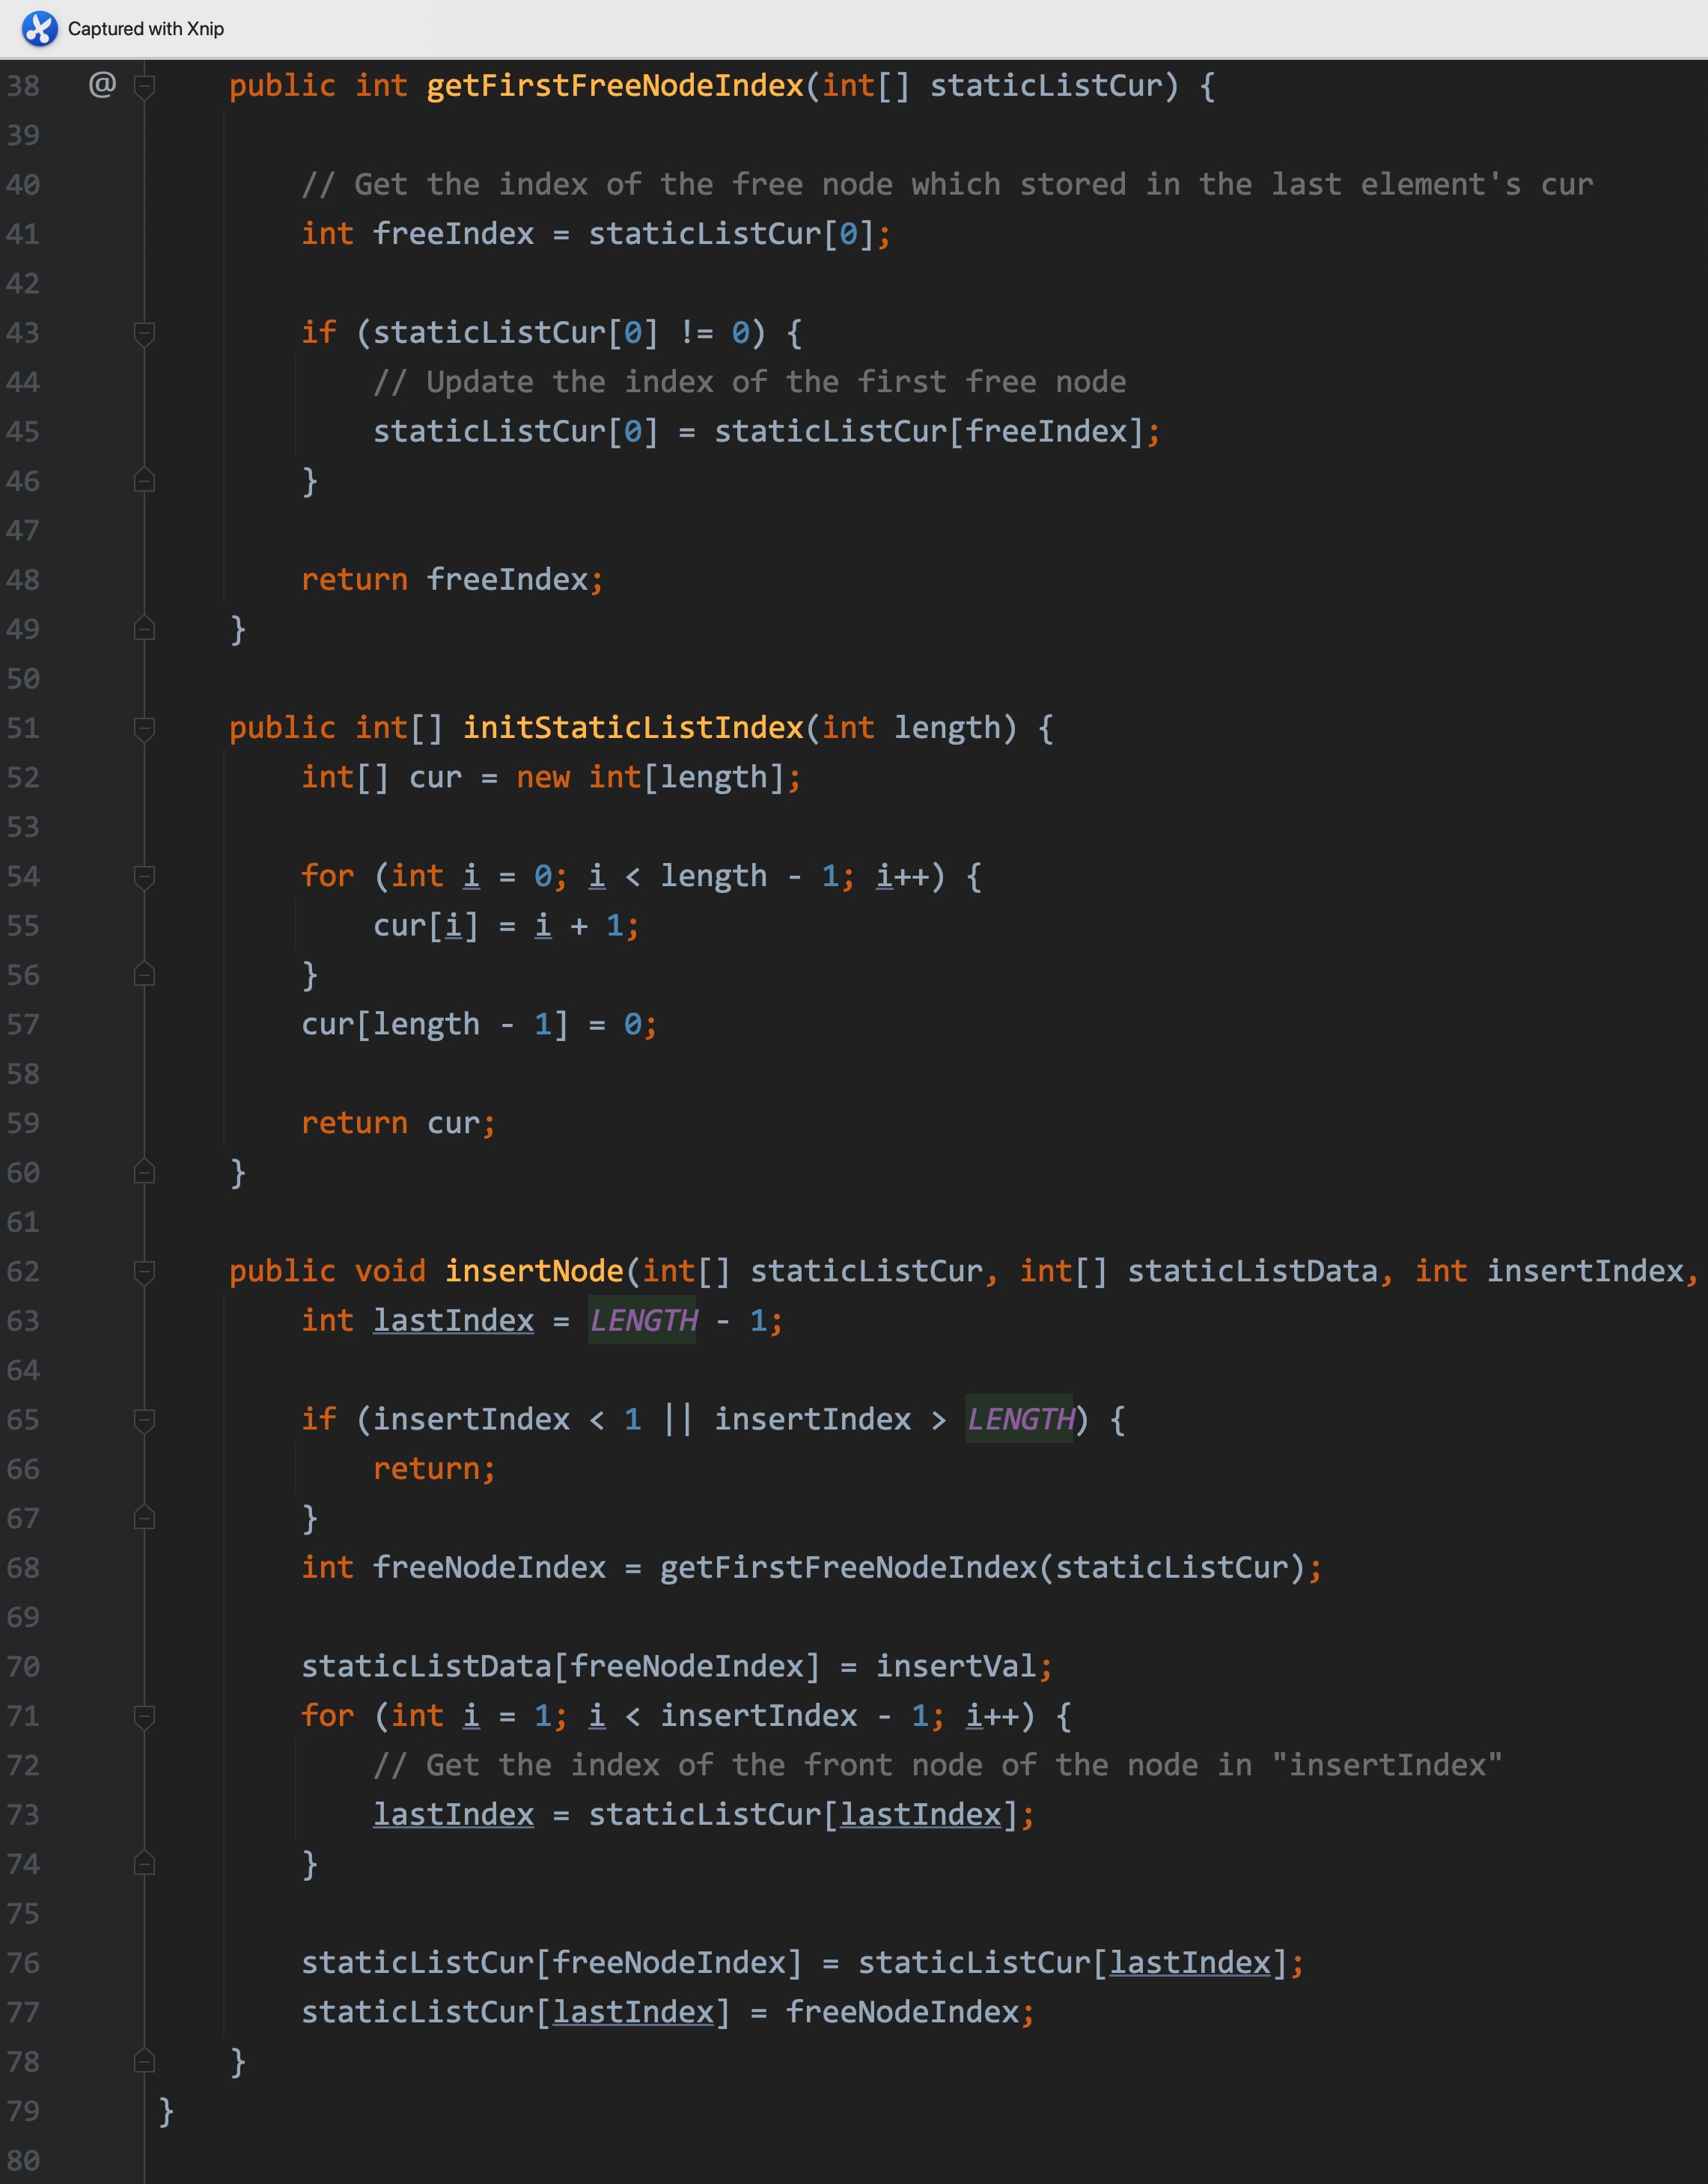 Captured with Xnip
38 @ public int getFirstFreeNodeIndex(int[] staticListCur) {
39
40 // Get the index of the free node which stored in the last element's cur
41 int freeIndex = staticListCur[0];
42
43 if (staticListCur[0] != 0) {
44 // Update the index of the first free node
45 staticListCur[0] = staticListCur[freeIndex];
46 }
47
48 return freeIndex;
49 }
50
51 public int[] initStaticListIndex(int length) {
52 int[] cur = new int[length];
53
54 for (int i = 0; i < length - 1; i++) {
55 cur[i] = i + 1;
56 }
57 cur[length - 1] = 0;
58
59 return cur;
60 }
61
62 public void insertNode(int[] staticListCur, int[] staticListData, int insertIndex,
63 int lastIndex = LENGTH - 1;
64
65 if (insertIndex < 1 || insertIndex > LENGTH) {
66 return;
67 }
68 int freeNodeIndex = getFirstFreeNodeIndex(staticListCur);
69
70 staticListData[freeNodeIndex] = insertVal;
71 for (int i = 1; i < insertIndex - 1; i++) {
72 // Get the index of the front node of the node in "insertIndex"
73 lastIndex = staticListCur[lastIndex];
74 }
75
76 staticListCur[freeNodeIndex] = staticListCur[lastIndex];
77 staticListCur[lastIndex] = freeNodeIndex;
78 }
79 }
80